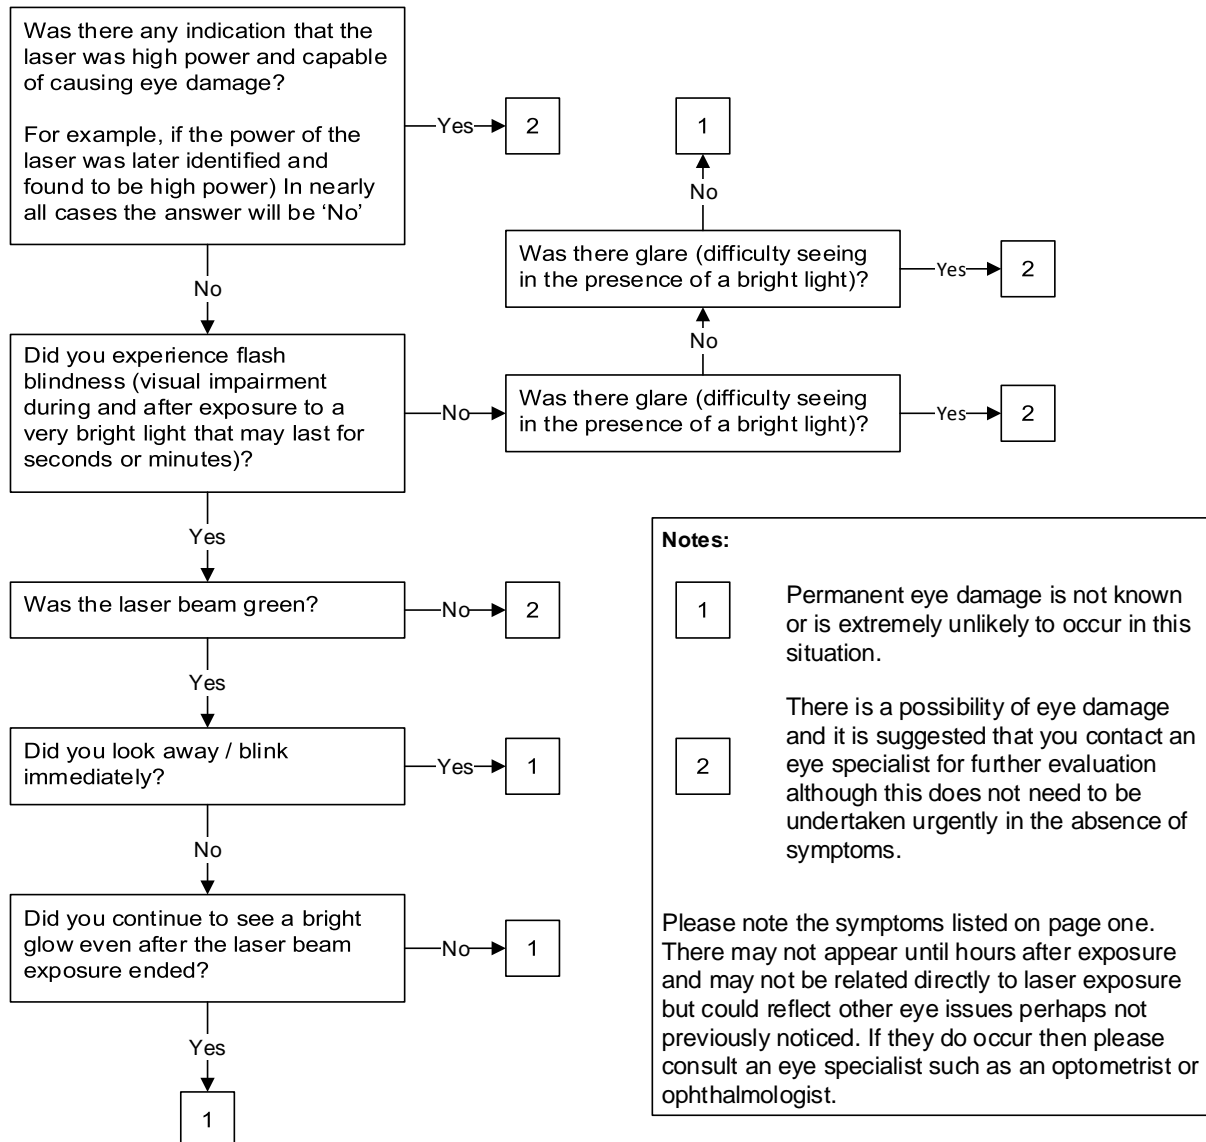 Was there any indication that the
laser was high power and capable
of causing eye damage?
For example, if the power of the
laser was later identified and
found to be high power) In nearly
all cases the answer will be ‘No’
Yes
2
1
No
Was there glare (difficulty seeing
in the presence of a bright light)?
Yes
2
No
No
Did you experience flash
blindness (visual impairment
during and after exposure to a
very bright light that may last for
seconds or minutes)?
No
Was there glare (difficulty seeing
in the presence of a bright light)?
Yes
2
Yes
Was the laser beam green?
No
2
Yes
Did you look away / blink
immediately?
Yes
1
No
Did you continue to see a bright
glow even after the laser beam
exposure ended?
No
1
Yes
1
Notes:
1
Permanent eye damage is not known
or is extremely unlikely to occur in this
situation.
2
There is a possibility of eye damage
and it is suggested that you contact an
eye specialist for further evaluation
although this does not need to be
undertaken urgently in the absence of
symptoms.
Please note the symptoms listed on page one.
There may not appear until hours after exposure
and may not be related directly to laser exposure
but could reflect other eye issues perhaps not
previously noticed. If they do occur then please
consult an eye specialist such as an optometrist or
ophthalmologist.